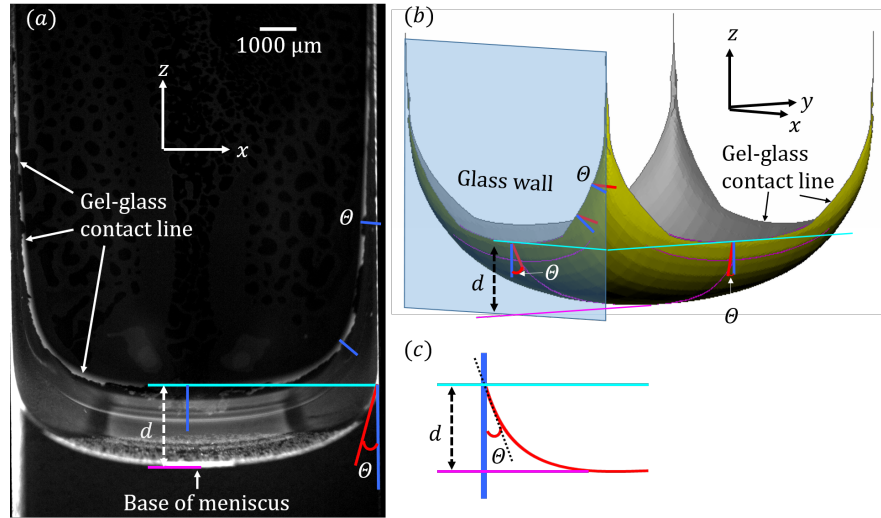 (a)
1000 μm
z
x
Gel-glass
contact line
Θ
d
Θ
Base of meniscus
(b)
z
y
x
Gel-glass
contact line
Glass wall
Θ
d
Θ
Θ
(c)
d
Θ